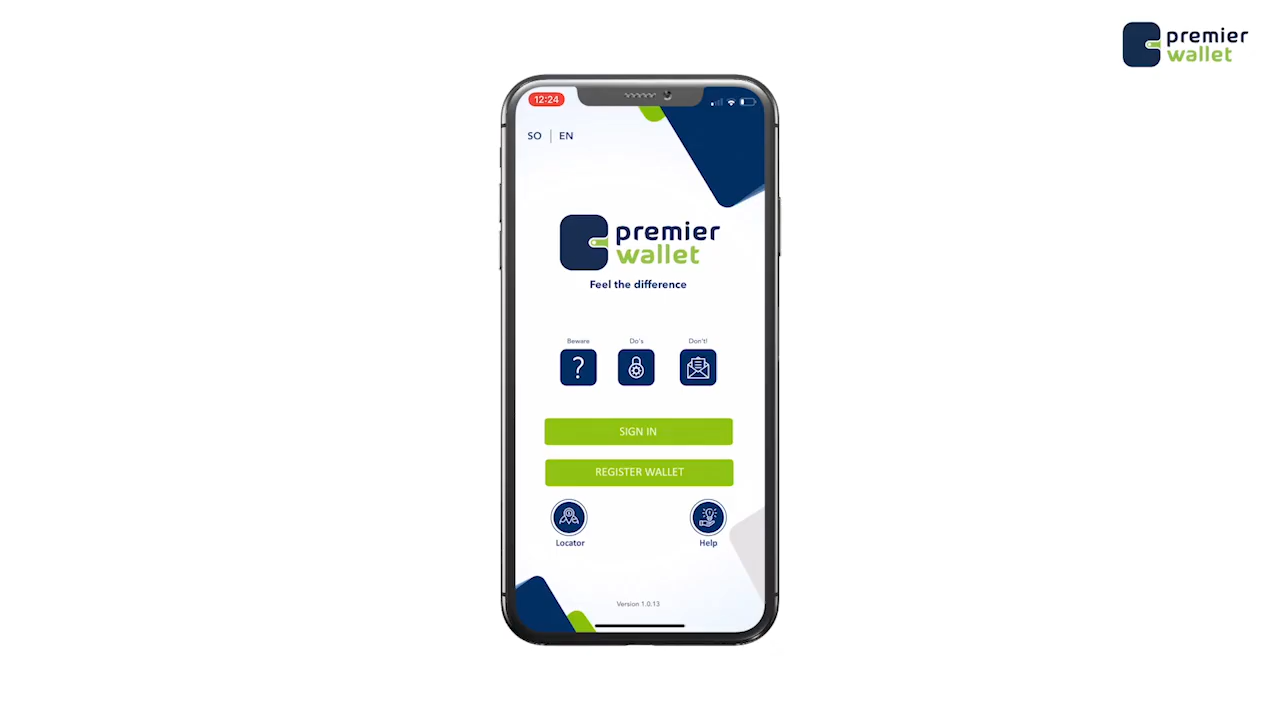 premier
wallet
12:24
SO | EN
premier
wallet
Feel the difference
Beware
Do's
Don't!
?
SIGN IN
REGISTER WALLET
Locator
Help
Version 1.0.13